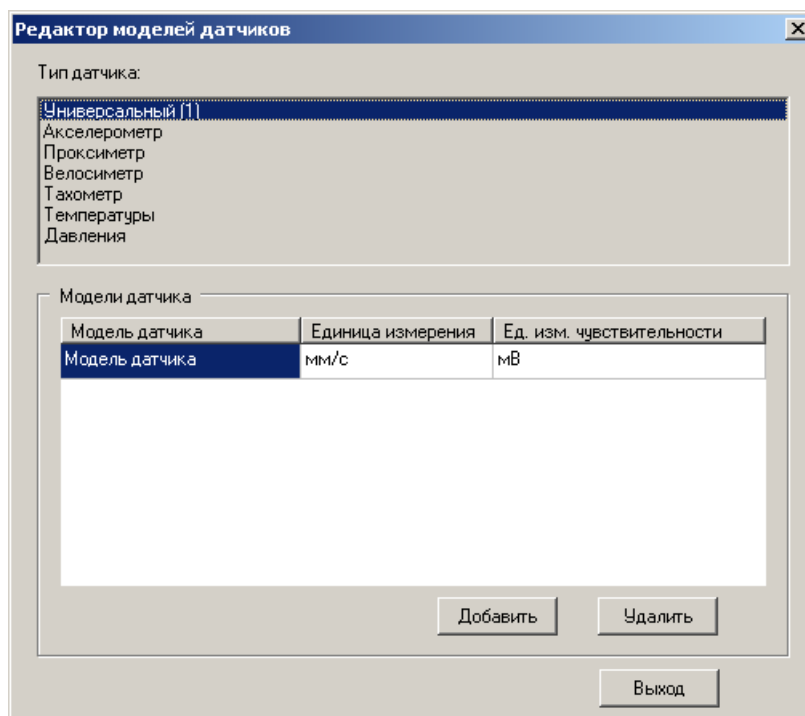 Редактор моделей датчиков
Тип датчика:
Универсальный (1)
Акселерометр
Проксиметр
Велосиметр
Тахометр
Температуры
Давления
Модели датчика
Модель датчика Единица измерения Ед. изм. чувствительности
Модель датчика мм/с мВ
Добавить Удалить
Выход